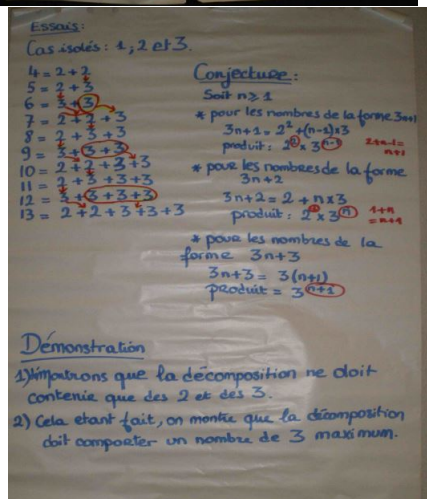 Essais:
Cas isolés: 1; 2 et 3.
4 = 2 + 2
5 = 2 + 3
6 = 3 + 3
7 = 2 + 2 + 3
8 = 2 + 3 + 3
9 = 3 + 3 + 3
10 = 2 + 2 + 3 + 3
11 = 2 + 3 + 3 + 3
12 = 3 + 3 + 3 + 3
13 = 2 + 2 + 3 + 3 + 3
Conjecture:
Soit n ≥ 1
* pour les nombres de la forme 3n+1
3n+1 = 2² + (n-1)×3
produit: 2² × 3ⁿ⁻¹
2+n-1=
n+1
* pour les nombres de la forme
3n+2
3n+2 = 2 + n×3
produit: × 3ⁿ
1+n
=n+1
* pour les nombres de la
forme 3n+3
3n+3 = 3(n+1)
produit = 3ⁿ⁺¹
Démonstration
1) montrons que la décomposition ne doit
contenir que des 2 et des 3.
2) Cela étant fait, on montre que la décomposition
doit comporter un nombre de 3 maximum.